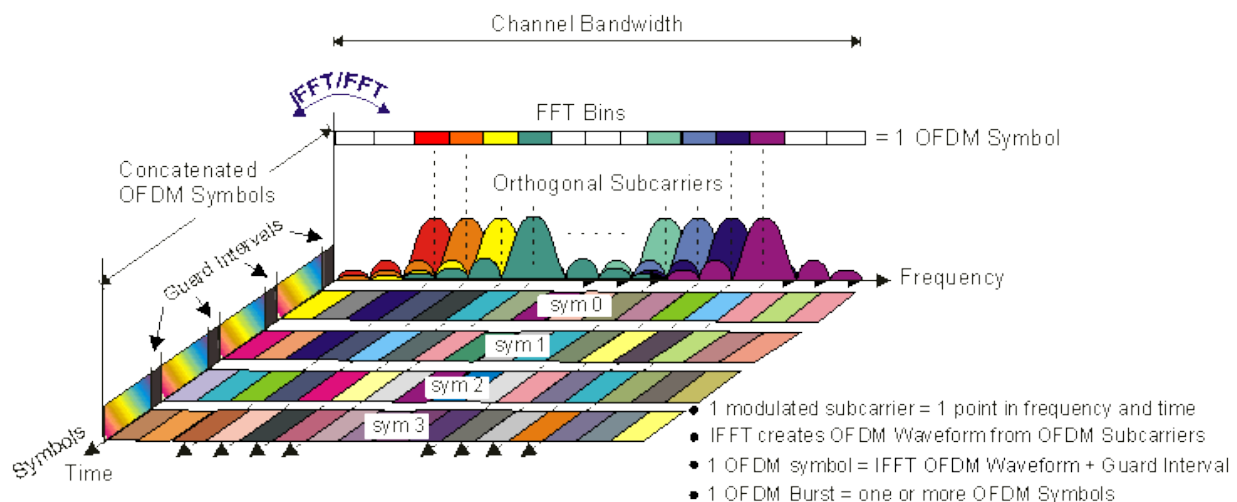 Channel Bandwidth
IFFT/FFT
FFT Bins
= 1 OFDM Symbol
Concatenated
OFDM Symbols
Orthogonal Subcarriers
Guard Intervals
Frequency
sym 0
sym 1
sym 2
sym 3
Symbols
Time
● 1 modulated subcarrier = 1 point in frequency and time
● IFFT creates OFDM Waveform from OFDM Subcarriers
● 1 OFDM symbol = IFFT OFDM Waveform + Guard Interval
● 1 OFDM Burst = one or more OFDM Symbols